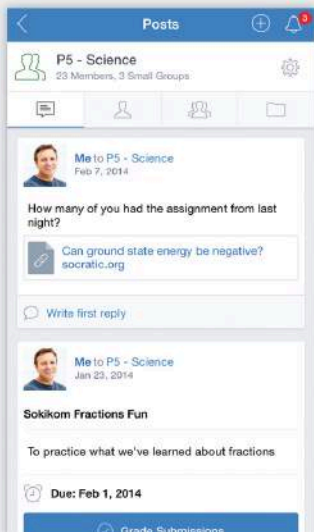 Posts
3
P5 - Science
23 Members, 3 Small Groups
Me to P5 - Science
Feb 7, 2014
How many of you had the assignment from last
night?
Can ground state energy be negative?
socratic.org
Write first reply
Me to P5 - Science
Jan 23, 2014
Sokikom Fractions Fun
To practice what we've learned about fractions
Due: Feb 1, 2014
Grade Submissions